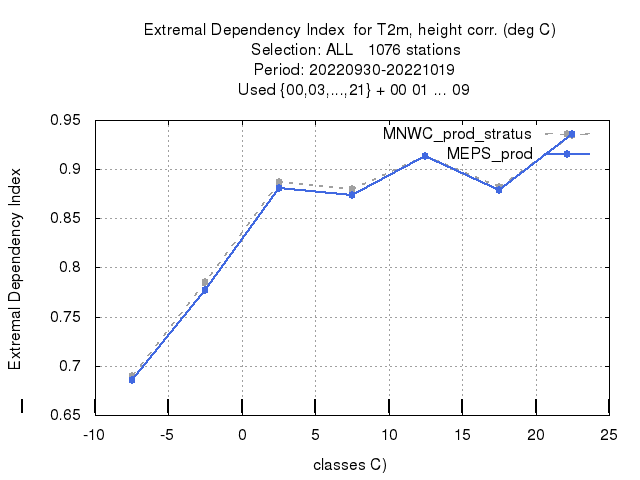 Extremal Dependency Index  for T2m, height corr. (deg C)
Selection: ALL   1076 stations
Period: 20220930-20221019
Used {00,03,...,21} + 00 01 ... 09
MNWC_prod_stratus
MEPS_prod
Extremal Dependency Index
0.95
0.9
0.85
0.8
0.75
0.7
0.65
-10 -5 0 5 10 15 20 25
classes C)